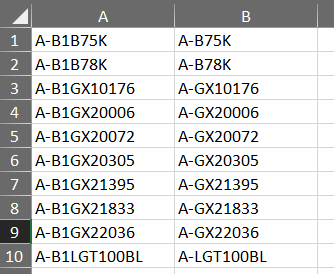 A B
1 A-B1B75K A-B75K
2 A-B1B78K A-B78K
3 A-B1GX10176 A-GX10176
4 A-B1GX20006 A-GX20006
5 A-B1GX20072 A-GX20072
6 A-B1GX20305 A-GX20305
7 A-B1GX21395 A-GX21395
8 A-B1GX21833 A-GX21833
9 A-B1GX22036 A-GX22036
10 A-B1LGT100BL A-LGT100BL